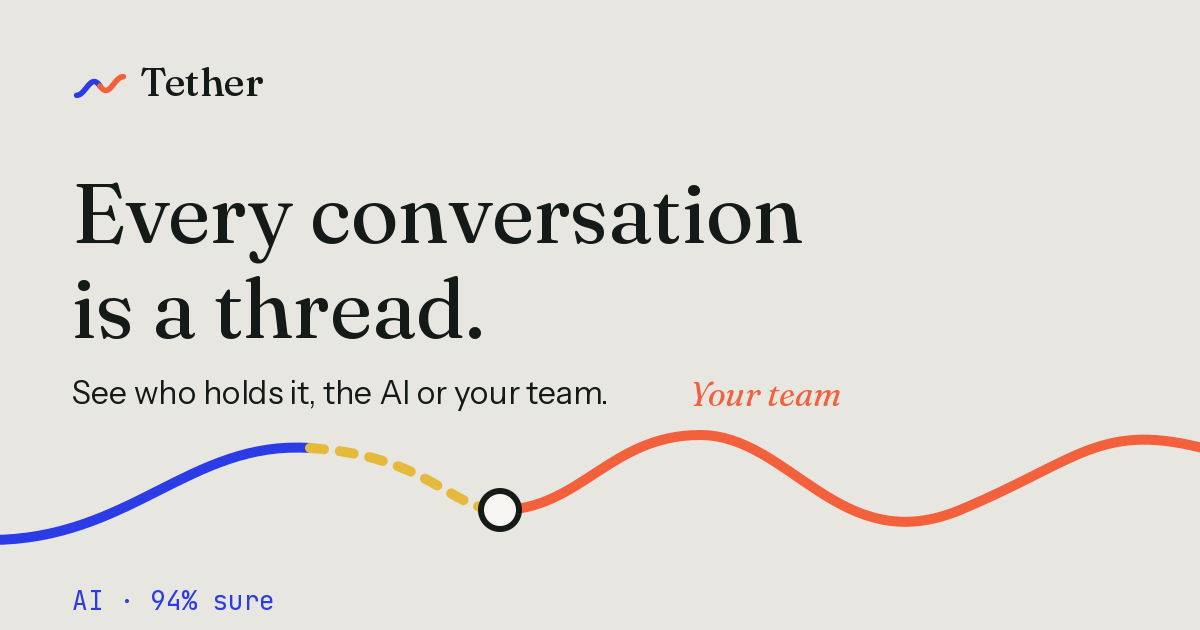 Tether
Every conversation
is a thread.
See who holds it, the AI or your team.
Your team
AI · 94% sure